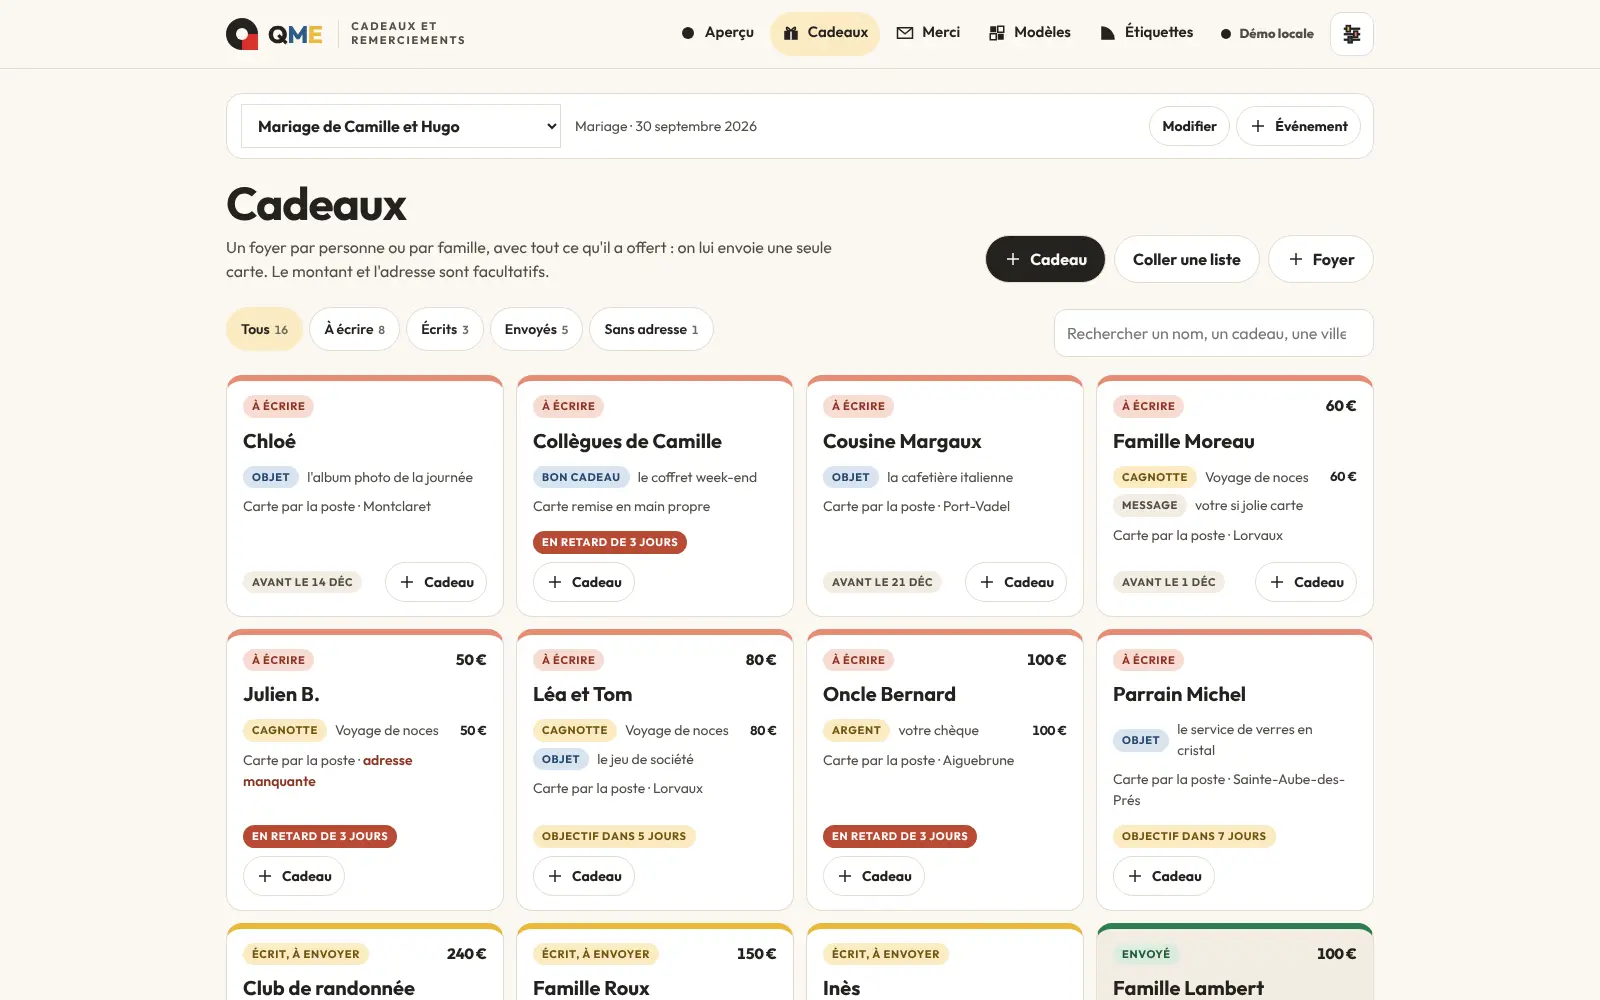 QME
CADEAUX ET
REMERCIEMENTS
Aperçu
Cadeaux
Merci
Modèles
Étiquettes
Démo locale
Mariage de Camille et Hugo
Mariage · 30 septembre 2026
Modifier
+ Événement
Cadeaux
Un foyer par personne ou par famille, avec tout ce qu'il a offert : on lui envoie une seule
carte. Le montant et l'adresse sont facultatifs.
+ Cadeau
Coller une liste
+ Foyer
Tous 16
À écrire 8
Écrits 3
Envoyés 5
Sans adresse 1
Rechercher un nom, un cadeau, une ville
À ÉCRIRE
Chloé
OBJET l'album photo de la journée
Carte par la poste · Montclaret
AVANT LE 14 DÉC
+ Cadeau
À ÉCRIRE
Collègues de Camille
BON CADEAU le coffret week-end
Carte remise en main propre
EN RETARD DE 3 JOURS
+ Cadeau
À ÉCRIRE
Cousine Margaux
OBJET la cafetière italienne
Carte par la poste · Port-Vadel
AVANT LE 21 DÉC
+ Cadeau
À ÉCRIRE 60 €
Famille Moreau
CAGNOTTE Voyage de noces 60 €
MESSAGE votre si jolie carte
Carte par la poste · Lorvaux
AVANT LE 1 DÉC
+ Cadeau
À ÉCRIRE 50 €
Julien B.
CAGNOTTE Voyage de noces 50 €
Carte par la poste · adresse
manquante
EN RETARD DE 3 JOURS
+ Cadeau
À ÉCRIRE 80 €
Léa et Tom
CAGNOTTE Voyage de noces 80 €
OBJET le jeu de société
Carte par la poste · Lorvaux
OBJECTIF DANS 5 JOURS
+ Cadeau
À ÉCRIRE 100 €
Oncle Bernard
ARGENT votre chèque 100 €
Carte par la poste · Aiguebrune
EN RETARD DE 3 JOURS
+ Cadeau
À ÉCRIRE
Parrain Michel
OBJET le service de verres en
cristal
Carte par la poste · Sainte-Aube-des-
Prés
OBJECTIF DANS 7 JOURS
+ Cadeau
ÉCRIT, À ENVOYER 240 €
Club de randonnée
ÉCRIT, À ENVOYER 150 €
Famille Roux
ÉCRIT, À ENVOYER
Inès
ENVOYÉ 100 €
Famille Lambert